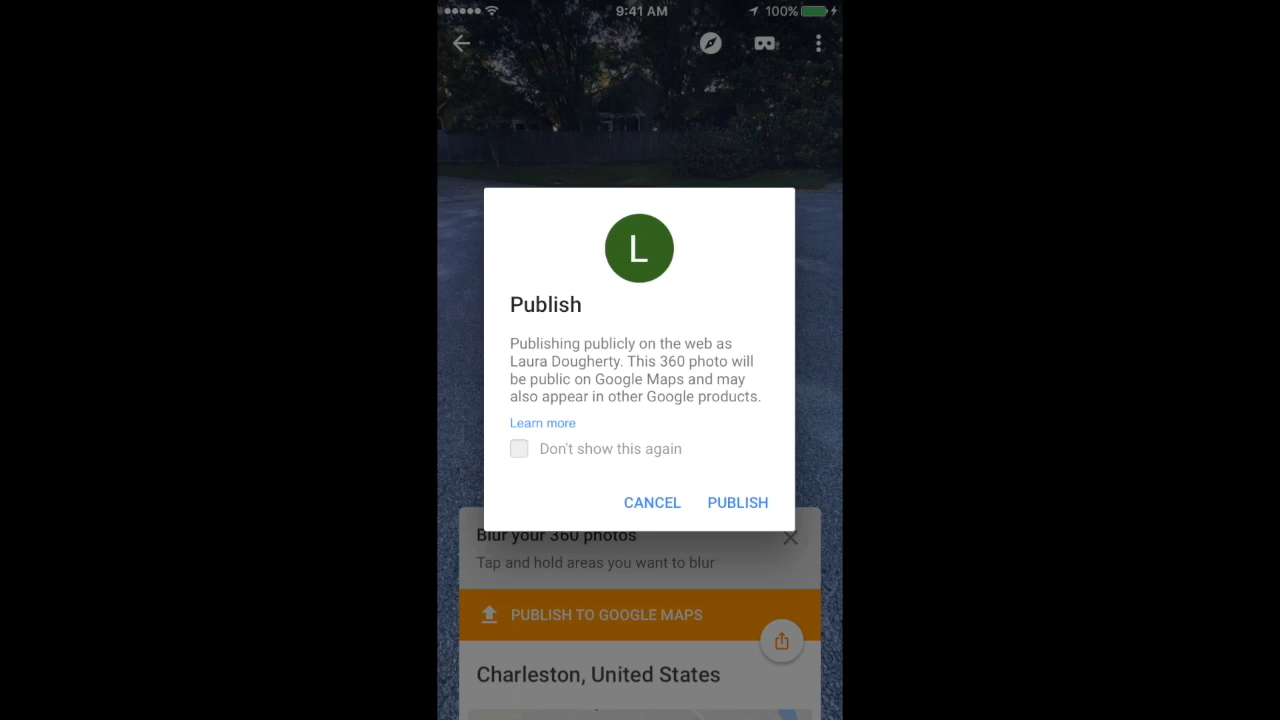 9:41 AM
100%
L
Publish
Publishing publicly on the web as
Laura Dougherty. This 360 photo will
be public on Google Maps and may
also appear in other Google products.
Learn more
Don't show this again
CANCEL PUBLISH
Blur your 360 photos
Tap and hold areas you want to blur
PUBLISH TO GOOGLE MAPS
Charleston, United States